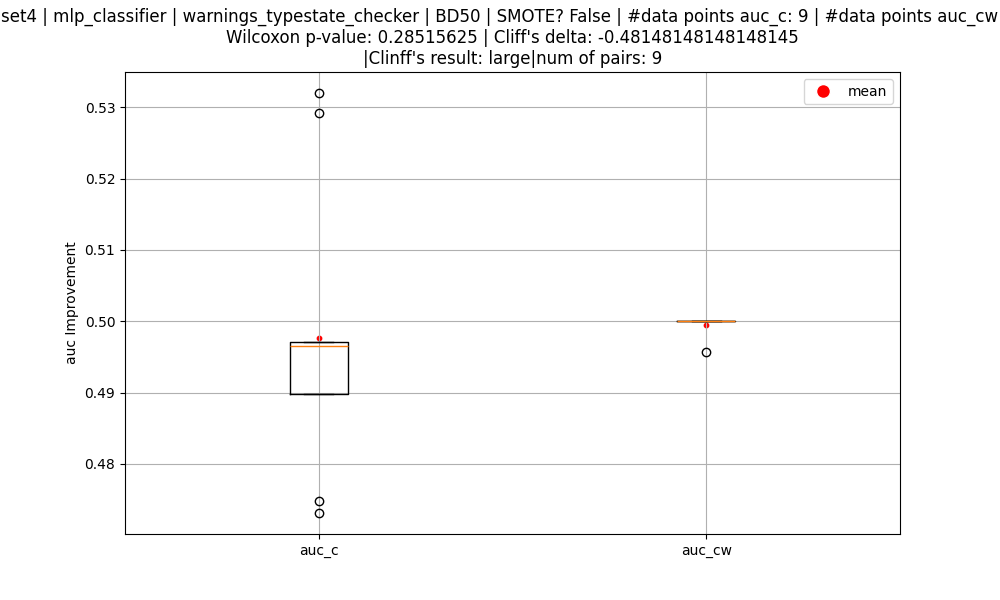 set4 | mlp_classifier | warnings_typestate_checker | BD50 | SMOTE? False | #data points auc_c: 9 | #data points auc_cw
Wilcoxon p-value: 0.28515625 | Cliff's delta: -0.48148148148148145
|Clinff's result: large|num of pairs: 9
mean
0.53
0.52
0.51
0.50
0.49
0.48
auc Improvement
auc_c
auc_cw